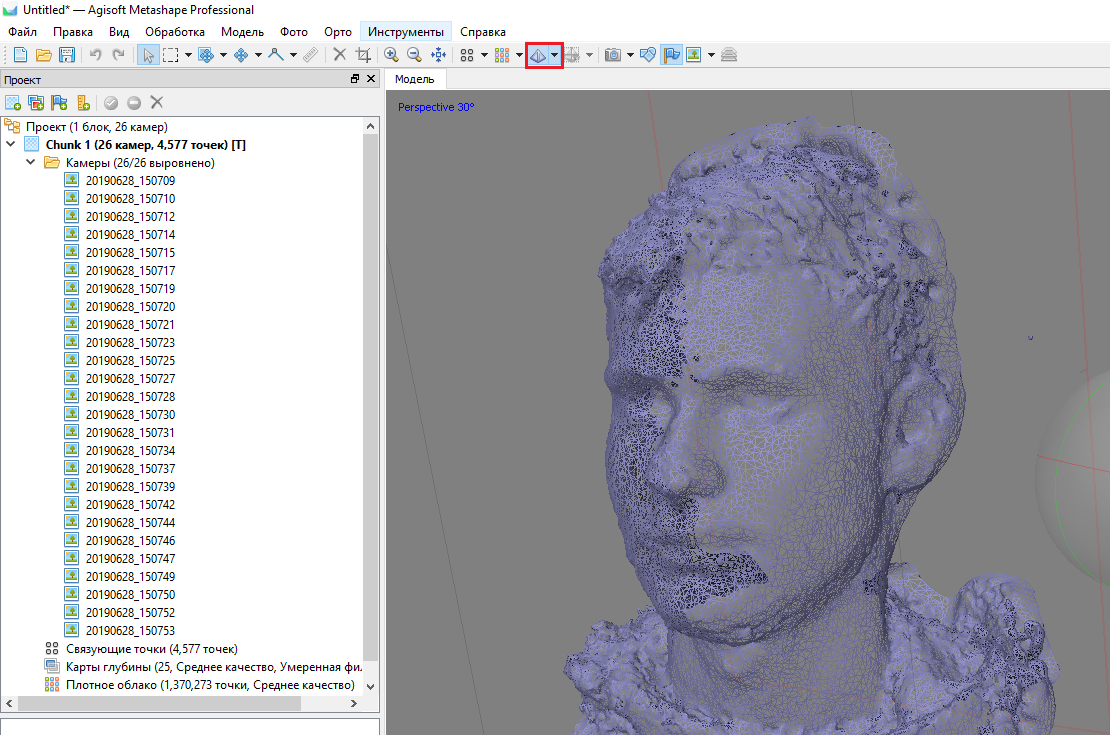 Untitled* — Agisoft Metashape Professional
Файл Правка Вид Обработка Модель Фото Орто Инструменты Справка
Проект
Модель
Perspective 30°
Проект (1 блок, 26 камер)
Chunk 1 (26 камер, 4,577 точек) [T]
Камеры (26/26 выровнено)
20190628_150709
20190628_150710
20190628_150712
20190628_150714
20190628_150715
20190628_150717
20190628_150719
20190628_150720
20190628_150721
20190628_150723
20190628_150725
20190628_150727
20190628_150728
20190628_150730
20190628_150731
20190628_150734
20190628_150737
20190628_150739
20190628_150742
20190628_150744
20190628_150746
20190628_150747
20190628_150749
20190628_150750
20190628_150752
20190628_150753
Связующие точки (4,577 точек)
Карты глубины (25, Среднее качество, Умеренная фи
Плотное облако (1,370,273 точки, Среднее качество)